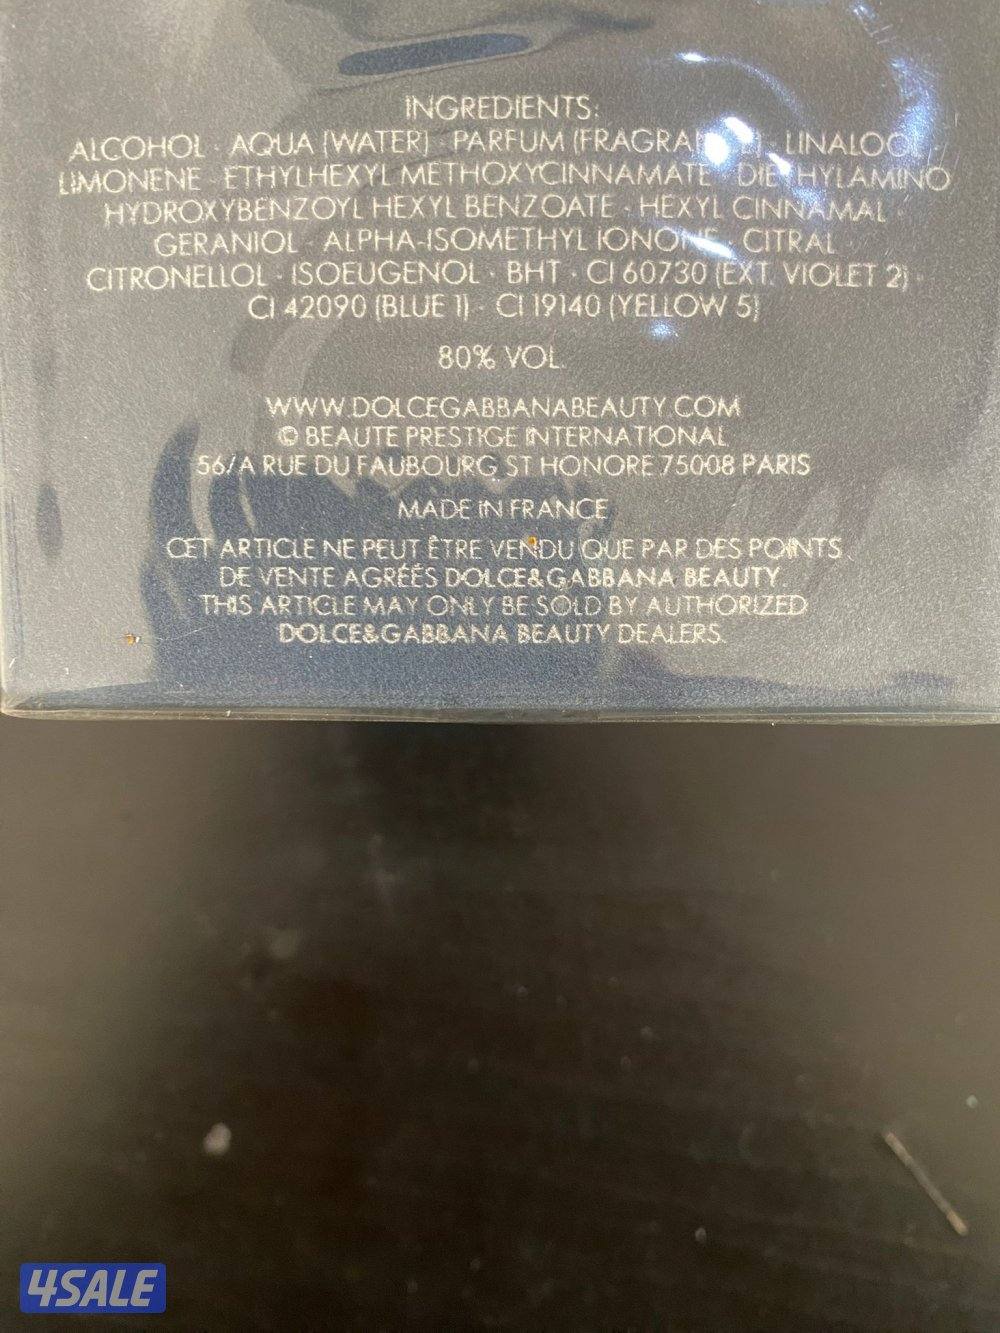 INGREDIENTS:
ALCOHOL · AQUA (WATER) · PARFUM (FRAGRANCE) · LINALOOL
LIMONENE · ETHYLHEXYL METHOXYCINNAMATE · DIETHYLAMINO
HYDROXYBENZOYL HEXYL BENZOATE · HEXYL CINNAMAL ·
GERANIOL · ALPHA-ISOMETHYL IONONE · CITRAL ·
CITRONELLOL · ISOEUGENOL · BHT · CI 60730 (EXT. VIOLET 2) ·
CI 42090 (BLUE 1) · CI 19140 (YELLOW 5)
80% VOL.
WWW.DOLCEGABBANABEAUTY.COM
© BEAUTE PRESTIGE INTERNATIONAL
56/A RUE DU FAUBOURG ST HONORE 75008 PARIS
MADE IN FRANCE
CET ARTICLE NE PEUT ÊTRE VENDU QUE PAR DES POINTS
DE VENTE AGRÉÉS DOLCE&GABBANA BEAUTY.
THIS ARTICLE MAY ONLY BE SOLD BY AUTHORIZED
DOLCE&GABBANA BEAUTY DEALERS.
4SALE